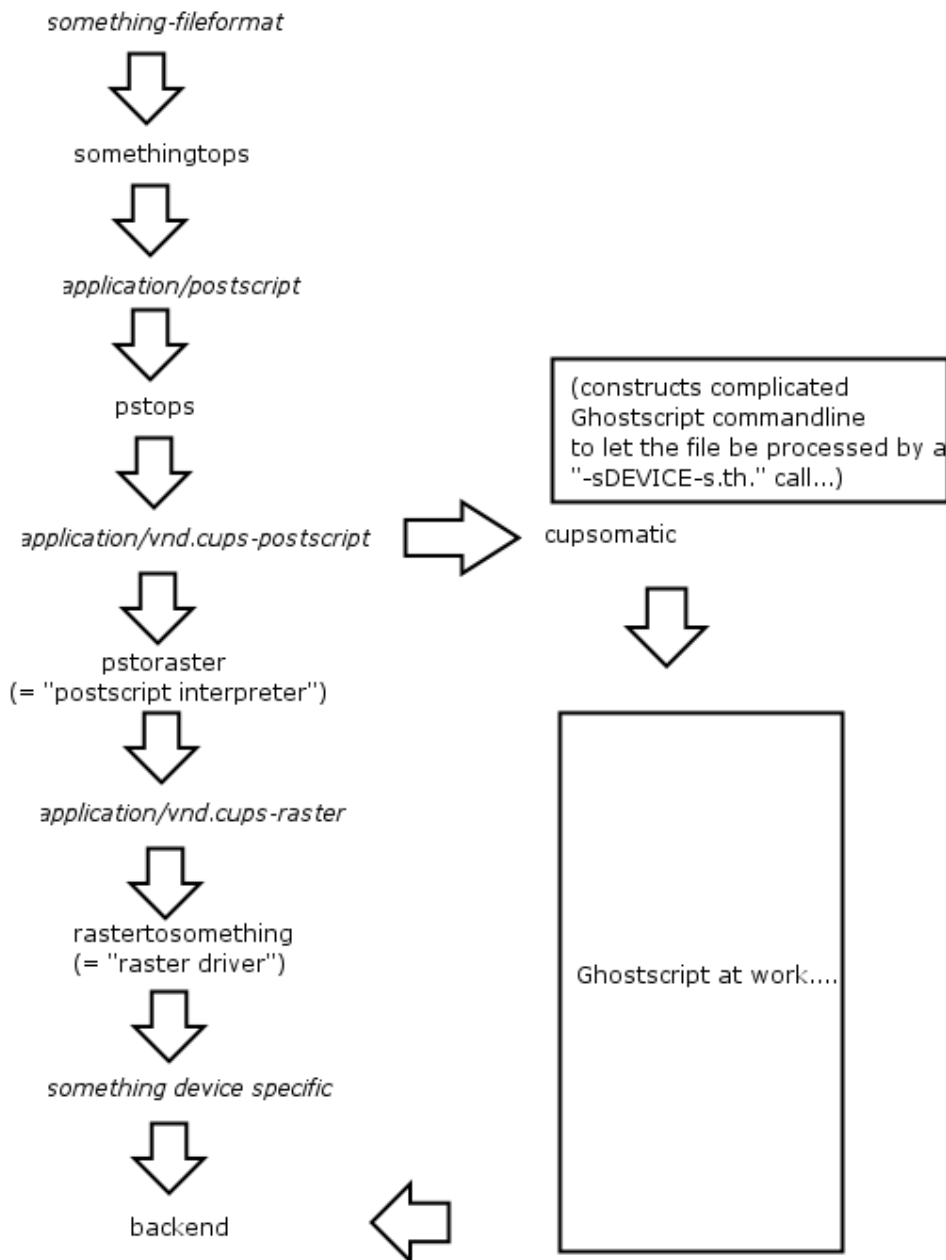 something-fileformat
somethingtops
application/postscript
pstops
(constructs complicated
Ghostscript commandline
to let the file be processed by a
"-sDEVICE-s.th." call...)
application/vnd.cups-postscript
cupsomatic
pstoraster
(= "postscript interpreter")
application/vnd.cups-raster
rastertosomething
(= "raster driver")
Ghostscript at work....
something device specific
backend